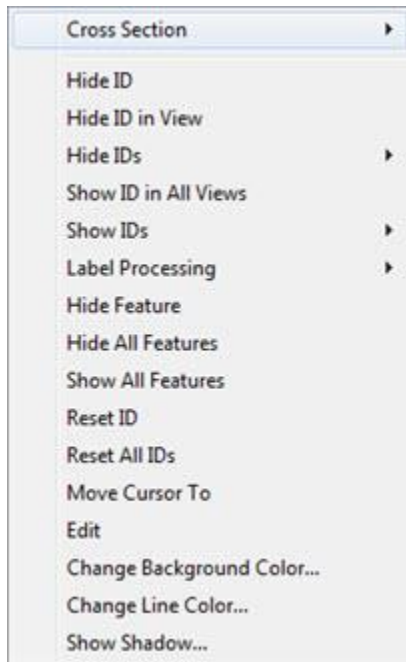 Cross Section
Hide ID
Hide ID in View
Hide IDs
Show ID in All Views
Show IDs
Label Processing
Hide Feature
Hide All Features
Show All Features
Reset ID
Reset All IDs
Move Cursor To
Edit
Change Background Color...
Change Line Color...
Show Shadow...